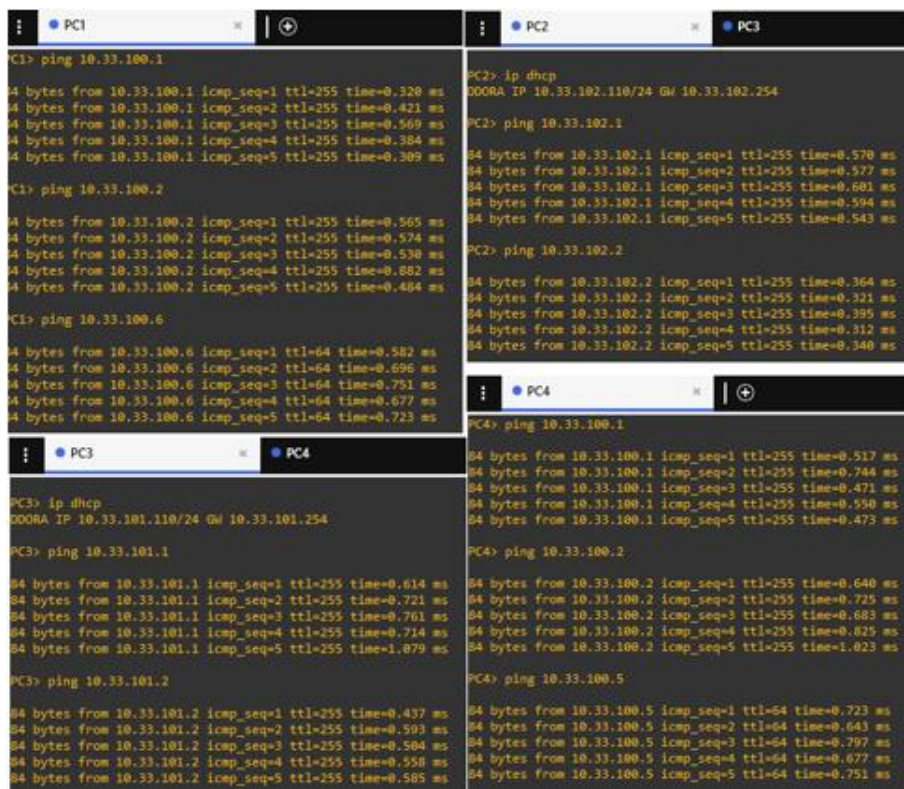 PC1
PC1> ping 10.33.100.1
84 bytes from 10.33.100.1 icmp_seq=1 ttl=255 time=0.320 ms
84 bytes from 10.33.100.1 icmp_seq=2 ttl=255 time=0.421 ms
84 bytes from 10.33.100.1 icmp_seq=3 ttl=255 time=0.569 ms
84 bytes from 10.33.100.1 icmp_seq=4 ttl=255 time=0.384 ms
84 bytes from 10.33.100.1 icmp_seq=5 ttl=255 time=0.309 ms
PC1> ping 10.33.100.2
84 bytes from 10.33.100.2 icmp_seq=1 ttl=255 time=0.565 ms
84 bytes from 10.33.100.2 icmp_seq=2 ttl=255 time=0.574 ms
84 bytes from 10.33.100.2 icmp_seq=3 ttl=255 time=0.530 ms
84 bytes from 10.33.100.2 icmp_seq=4 ttl=255 time=0.882 ms
84 bytes from 10.33.100.2 icmp_seq=5 ttl=255 time=0.484 ms
PC1> ping 10.33.100.6
84 bytes from 10.33.100.6 icmp_seq=1 ttl=64 time=0.582 ms
84 bytes from 10.33.100.6 icmp_seq=2 ttl=64 time=0.696 ms
84 bytes from 10.33.100.6 icmp_seq=3 ttl=64 time=0.751 ms
84 bytes from 10.33.100.6 icmp_seq=4 ttl=64 time=0.677 ms
84 bytes from 10.33.100.6 icmp_seq=5 ttl=64 time=0.723 ms
PC2 PC3
PC2> ip dhcp
DDORA IP 10.33.102.110/24 GW 10.33.102.254
PC2> ping 10.33.102.1
84 bytes from 10.33.102.1 icmp_seq=1 ttl=255 time=0.570 ms
84 bytes from 10.33.102.1 icmp_seq=2 ttl=255 time=0.577 ms
84 bytes from 10.33.102.1 icmp_seq=3 ttl=255 time=0.601 ms
84 bytes from 10.33.102.1 icmp_seq=4 ttl=255 time=0.594 ms
84 bytes from 10.33.102.1 icmp_seq=5 ttl=255 time=0.543 ms
PC2> ping 10.33.102.2
84 bytes from 10.33.102.2 icmp_seq=1 ttl=255 time=0.364 ms
84 bytes from 10.33.102.2 icmp_seq=2 ttl=255 time=0.321 ms
84 bytes from 10.33.102.2 icmp_seq=3 ttl=255 time=0.395 ms
84 bytes from 10.33.102.2 icmp_seq=4 ttl=255 time=0.312 ms
84 bytes from 10.33.102.2 icmp_seq=5 ttl=255 time=0.340 ms
PC3 PC4
PC3> ip dhcp
DDORA IP 10.33.101.110/24 GW 10.33.101.254
PC3> ping 10.33.101.1
84 bytes from 10.33.101.1 icmp_seq=1 ttl=255 time=0.614 ms
84 bytes from 10.33.101.1 icmp_seq=2 ttl=255 time=0.721 ms
84 bytes from 10.33.101.1 icmp_seq=3 ttl=255 time=0.761 ms
84 bytes from 10.33.101.1 icmp_seq=4 ttl=255 time=0.714 ms
84 bytes from 10.33.101.1 icmp_seq=5 ttl=255 time=1.079 ms
PC3> ping 10.33.101.2
84 bytes from 10.33.101.2 icmp_seq=1 ttl=255 time=0.437 ms
84 bytes from 10.33.101.2 icmp_seq=2 ttl=255 time=0.593 ms
84 bytes from 10.33.101.2 icmp_seq=3 ttl=255 time=0.504 ms
84 bytes from 10.33.101.2 icmp_seq=4 ttl=255 time=0.558 ms
84 bytes from 10.33.101.2 icmp_seq=5 ttl=255 time=0.585 ms
PC4
PC4> ping 10.33.100.1
84 bytes from 10.33.100.1 icmp_seq=1 ttl=255 time=0.517 ms
84 bytes from 10.33.100.1 icmp_seq=2 ttl=255 time=0.744 ms
84 bytes from 10.33.100.1 icmp_seq=3 ttl=255 time=0.471 ms
84 bytes from 10.33.100.1 icmp_seq=4 ttl=255 time=0.550 ms
84 bytes from 10.33.100.1 icmp_seq=5 ttl=255 time=0.473 ms
PC4> ping 10.33.100.2
84 bytes from 10.33.100.2 icmp_seq=1 ttl=255 time=0.640 ms
84 bytes from 10.33.100.2 icmp_seq=2 ttl=255 time=0.725 ms
84 bytes from 10.33.100.2 icmp_seq=3 ttl=255 time=0.683 ms
84 bytes from 10.33.100.2 icmp_seq=4 ttl=255 time=0.825 ms
84 bytes from 10.33.100.2 icmp_seq=5 ttl=255 time=1.023 ms
PC4> ping 10.33.100.5
84 bytes from 10.33.100.5 icmp_seq=1 ttl=64 time=0.723 ms
84 bytes from 10.33.100.5 icmp_seq=2 ttl=64 time=0.643 ms
84 bytes from 10.33.100.5 icmp_seq=3 ttl=64 time=0.797 ms
84 bytes from 10.33.100.5 icmp_seq=4 ttl=64 time=0.677 ms
84 bytes from 10.33.100.5 icmp_seq=5 ttl=64 time=0.751 ms